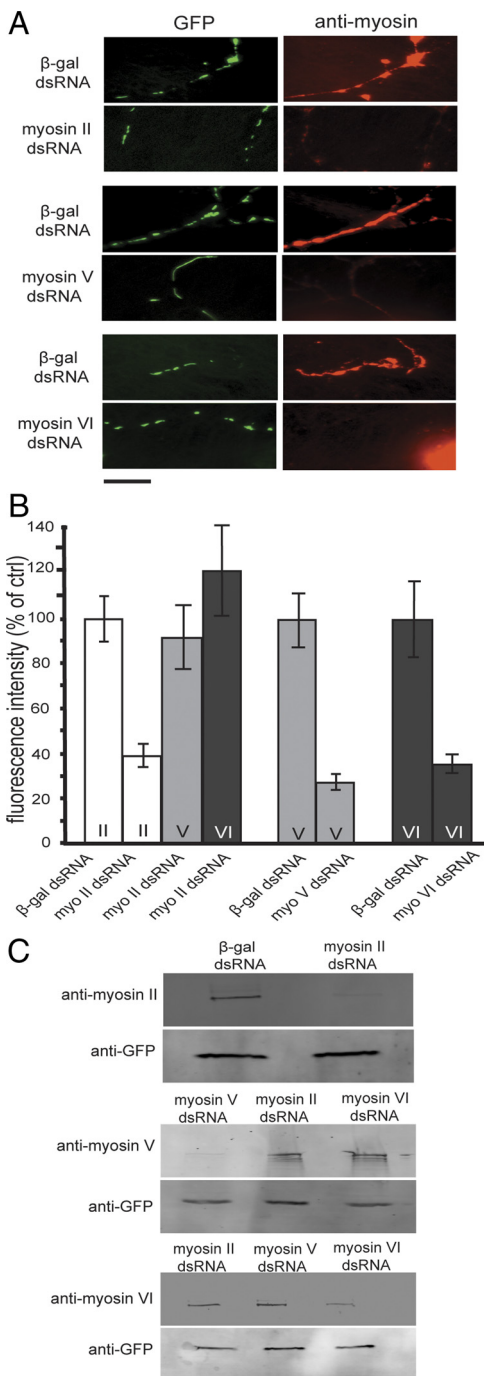 A
GFP anti-myosin
β-gal
dsRNA
myosin II
dsRNA
β-gal
dsRNA
myosin V
dsRNA
β-gal
dsRNA
myosin VI
dsRNA
B
fluorescence intensity (% of ctrl)
140
120
100
80
60
40
20
0
II II V VI V V VI VI
β-gal dsRNA myo II dsRNA myo II dsRNA myo II dsRNA β-gal dsRNA myo V dsRNA β-gal dsRNA myo VI dsRNA
C
β-gal myosin II
dsRNA dsRNA
anti-myosin II
anti-GFP
myosin V myosin II myosin VI
dsRNA dsRNA dsRNA
anti-myosin V
anti-GFP
myosin II myosin V myosin VI
dsRNA dsRNA dsRNA
anti-myosin VI
anti-GFP